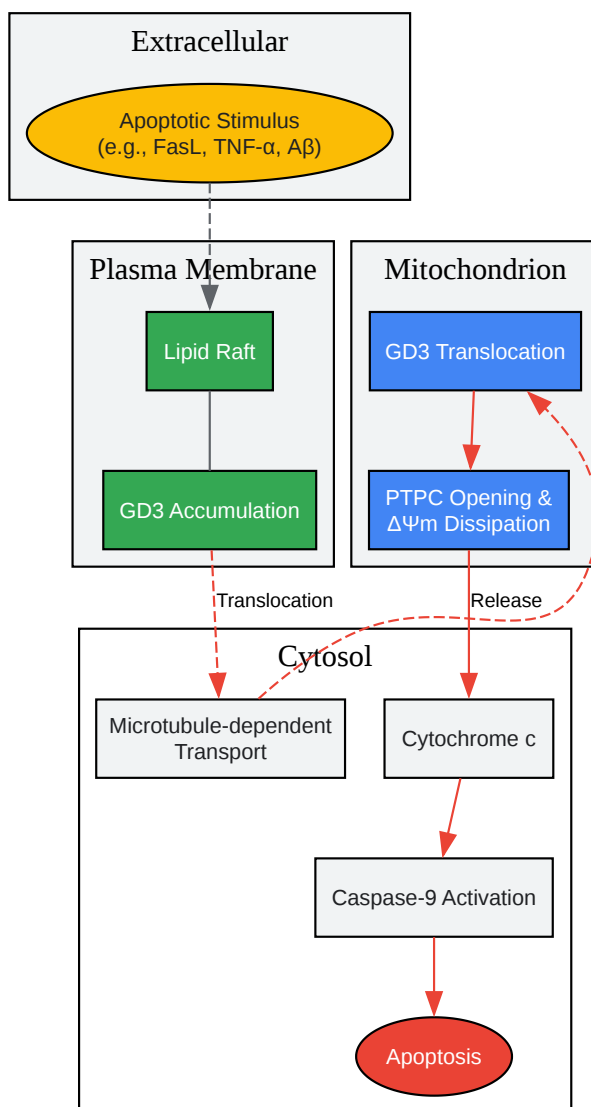 Extracellular
Apoptotic Stimulus
(e.g., FasL, TNF-α, Aβ)
Plasma Membrane
Mitochondrion
Lipid Raft
GD3 Translocation
GD3 Accumulation
PTPC Opening &
ΔΨm Dissipation
Translocation
Release
Cytosol
Microtubule-dependent
Transport
Cytochrome c
Caspase-9 Activation
Apoptosis